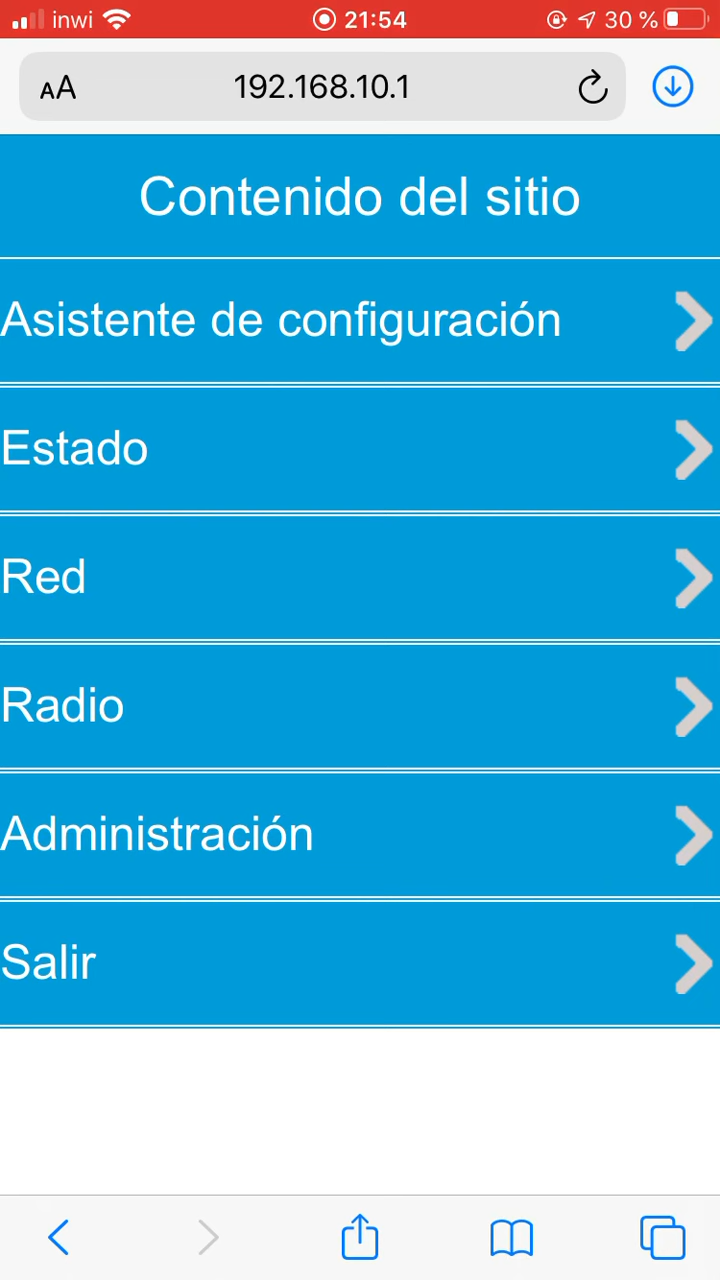 inwi 21:54 30 %
AA 192.168.10.1
Contenido del sitio
Asistente de configuración
Estado
Red
Radio
Administración
Salir